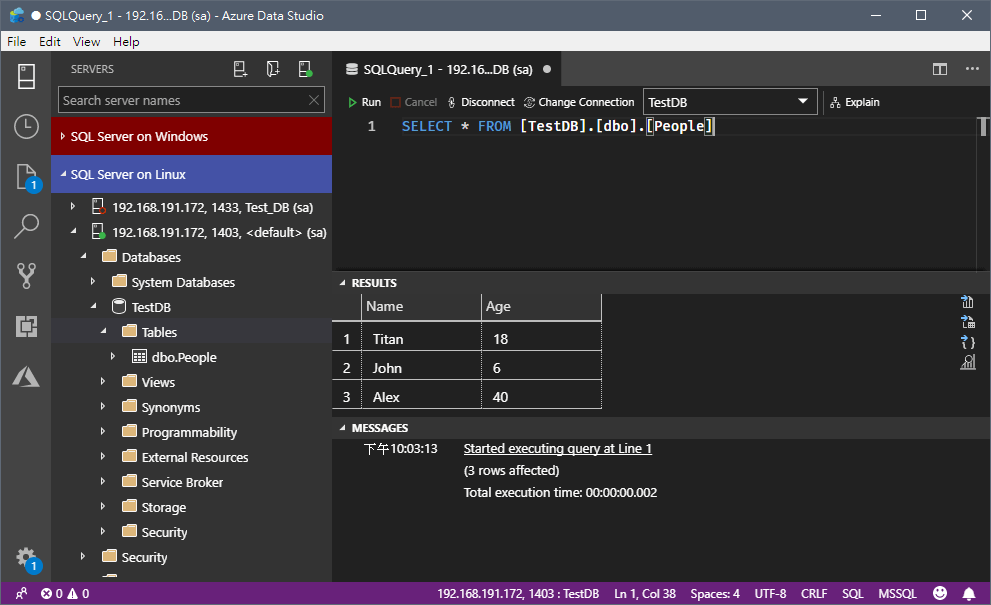 SQLQuery_1 - 192.16...DB (sa) - Azure Data Studio
File Edit View Help
SERVERS
Search server names
SQL Server on Windows
SQL Server on Linux
192.168.191.172, 1433, Test_DB (sa)
192.168.191.172, 1403, <default> (sa)
Databases
System Databases
TestDB
Tables
dbo.People
Views
Synonyms
Programmability
External Resources
Service Broker
Storage
Security
Security
1
1
SQLQuery_1 - 192.16...DB (sa)
Run Cancel Disconnect Change Connection TestDB Explain
1 SELECT * FROM [TestDB].[dbo].[People]
RESULTS
Name Age
1 Titan 18
2 John 6
3 Alex 40
MESSAGES
下午10:03:13 Started executing query at Line 1
(3 rows affected)
Total execution time: 00:00:00.002
0 0 192.168.191.172, 1403 : TestDB Ln 1, Col 38 Spaces: 4 UTF-8 CRLF SQL MSSQL